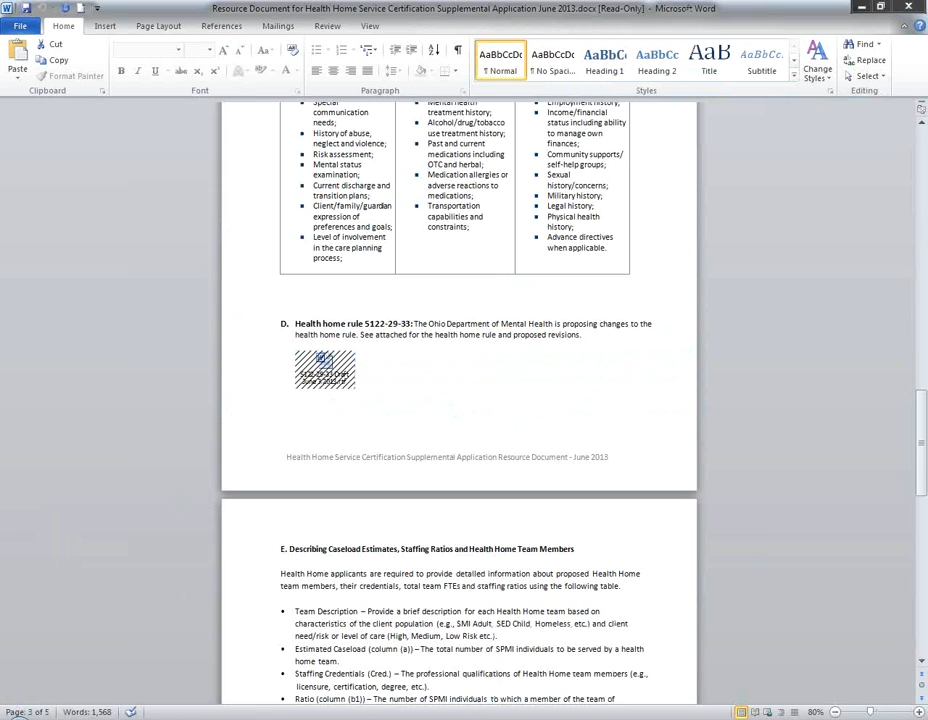 Resource Document for Health Home Service Certification Supplemental Application June 2013.docx [Read-Only] - Microsoft Word
File Home Insert Page Layout References Mailings Review View
Paste Cut
Copy
Format Painter
B I U abc x₂ x² A Aa A
AaBbCcDc AaBbCcDc AaBbC AaBbCc AaB AaBbCc.
¶ Normal ¶ No Spaci... Heading 1 Heading 2 Title Subtitle
Change Styles
Find
Replace
Select
Clipboard Font Paragraph Styles Editing
Special
communication
needs;
History of abuse,
neglect and violence;
Risk assessment;
Mental status
examination;
Current discharge and
transition plans;
Client/family/guardian
expression of
preferences and goals;
Level of involvement
in the care planning
process;
Mental health
treatment history;
Alcohol/drug/tobacco
use treatment history;
Past and current
medications including
OTC and herbal;
Medication allergies or
adverse reactions to
medications;
Transportation
capabilities and
constraints;
Employment history;
Income/financial
status including ability
to manage own
finances;
Community supports/
self-help groups;
Sexual
history/concerns;
Military history;
Legal history;
Physical health
history;
Advance directives
when applicable.
D. Health home rule 5122-29-33: The Ohio Department of Mental Health is proposing changes to the
health home rule. See attached for the health home rule and proposed revisions.
5122-29-33 Draft
June 3 2013.rtf
Health Home Service Certification Supplemental Application Resource Document - June 2013
E. Describing Caseload Estimates, Staffing Ratios and Health Home Team Members
Health Home applicants are required to provide detailed information about proposed Health Home
team members, their credentials, total team FTEs and staffing ratios using the following table.
• Team Description – Provide a brief description for each Health Home team based on
characteristics of the client population (e.g., SMI Adult, SED Child, Homeless, etc.) and client
need/risk or level of care (High, Medium, Low Risk etc.).
• Estimated Caseload (column (a)) – The total number of SPMI individuals to be served by a health
home team.
• Staffing Credentials (Cred.) – The professional qualifications of Health Home team members (e.g.,
licensure, certification, degree, etc.).
• Ratio (column (b1)) – The number of SPMI individuals to which a member of the team of
Page: 3 of 5 Words: 1,568 80%